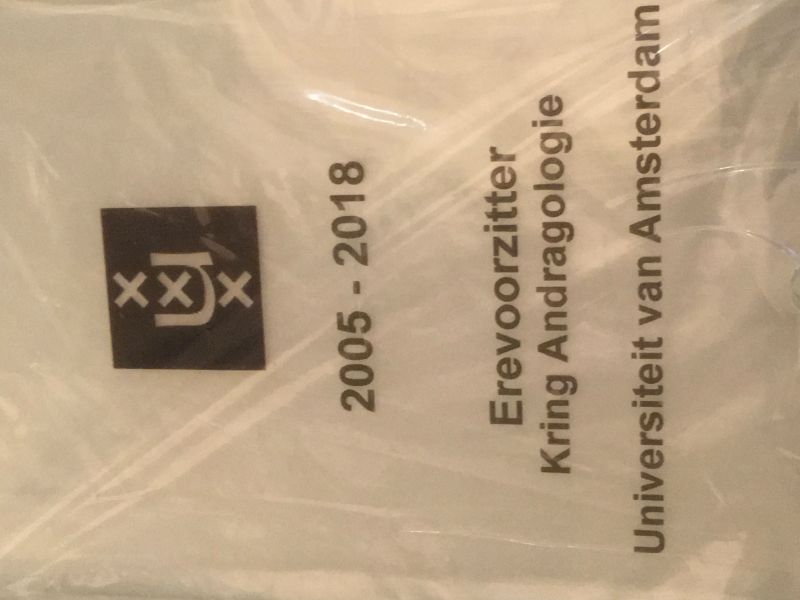 2005 - 2018
Erevoorzitter
Kring Andragologie
Universiteit van Amsterdam